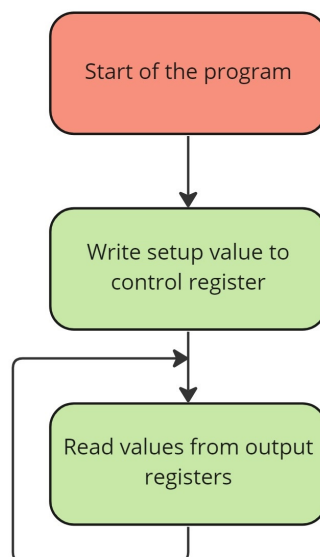 Start of the program
Write setup value to
control register
Read values from output
registers